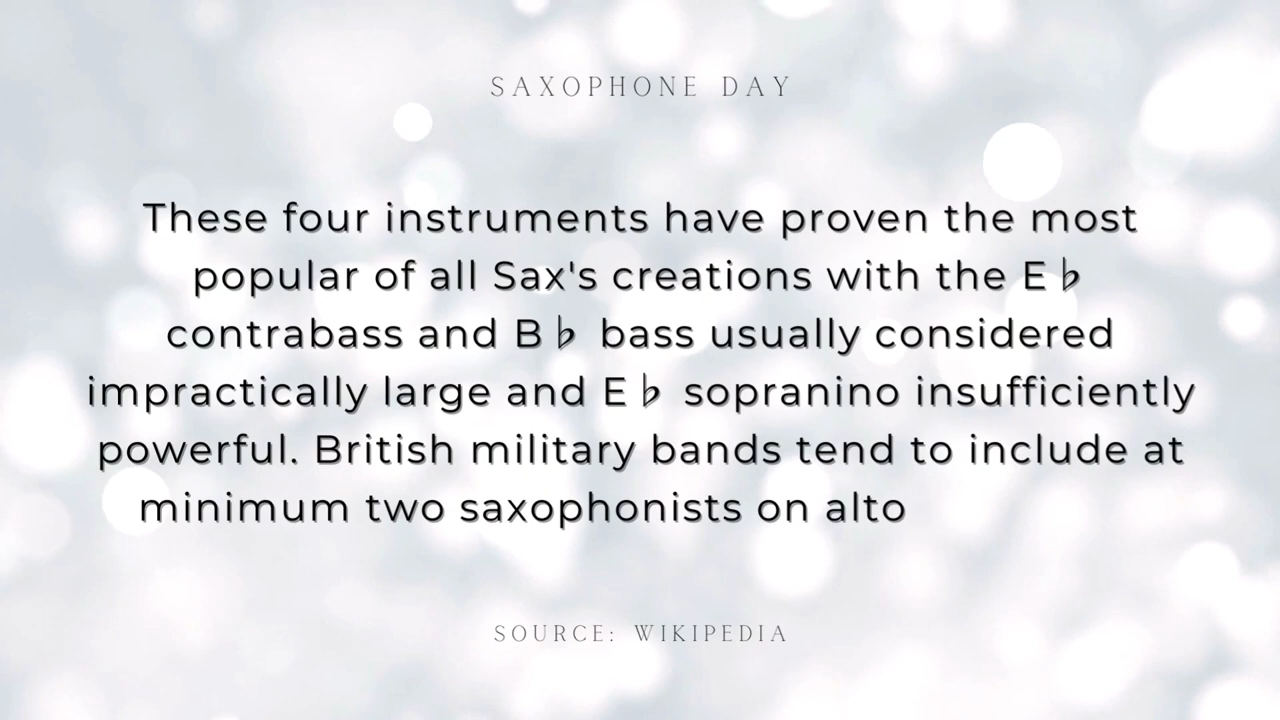 SAXOPHONE DAY
These four instruments have proven the most
popular of all Sax's creations with the E♭
contrabass and B♭ bass usually considered
impractically large and E♭ sopranino insufficiently
powerful. British military bands tend to include at
minimum two saxophonists on alto
SOURCE: WIKIPEDIA